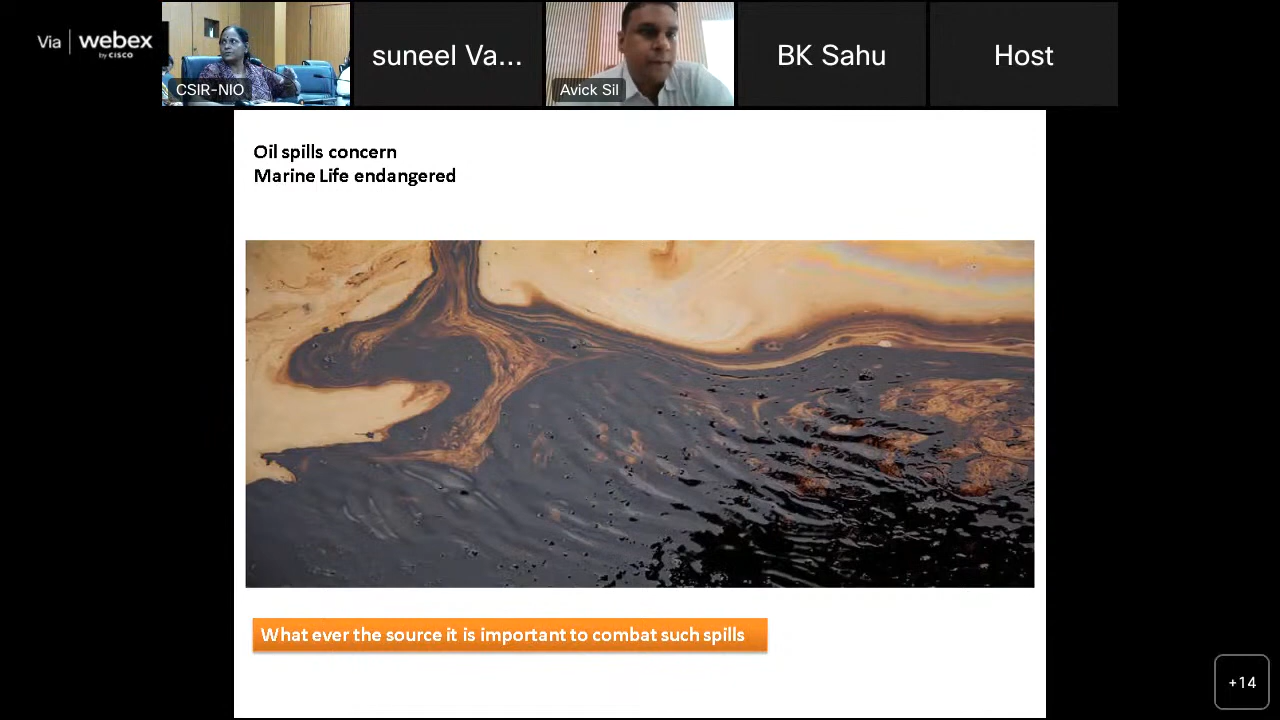 Via webex
by CISCO
CSIR-NIO
suneel Va...
Avick Sil
BK Sahu
Host
Oil spills concern
Marine Life endangered
What ever the source it is important to combat such spills
+14